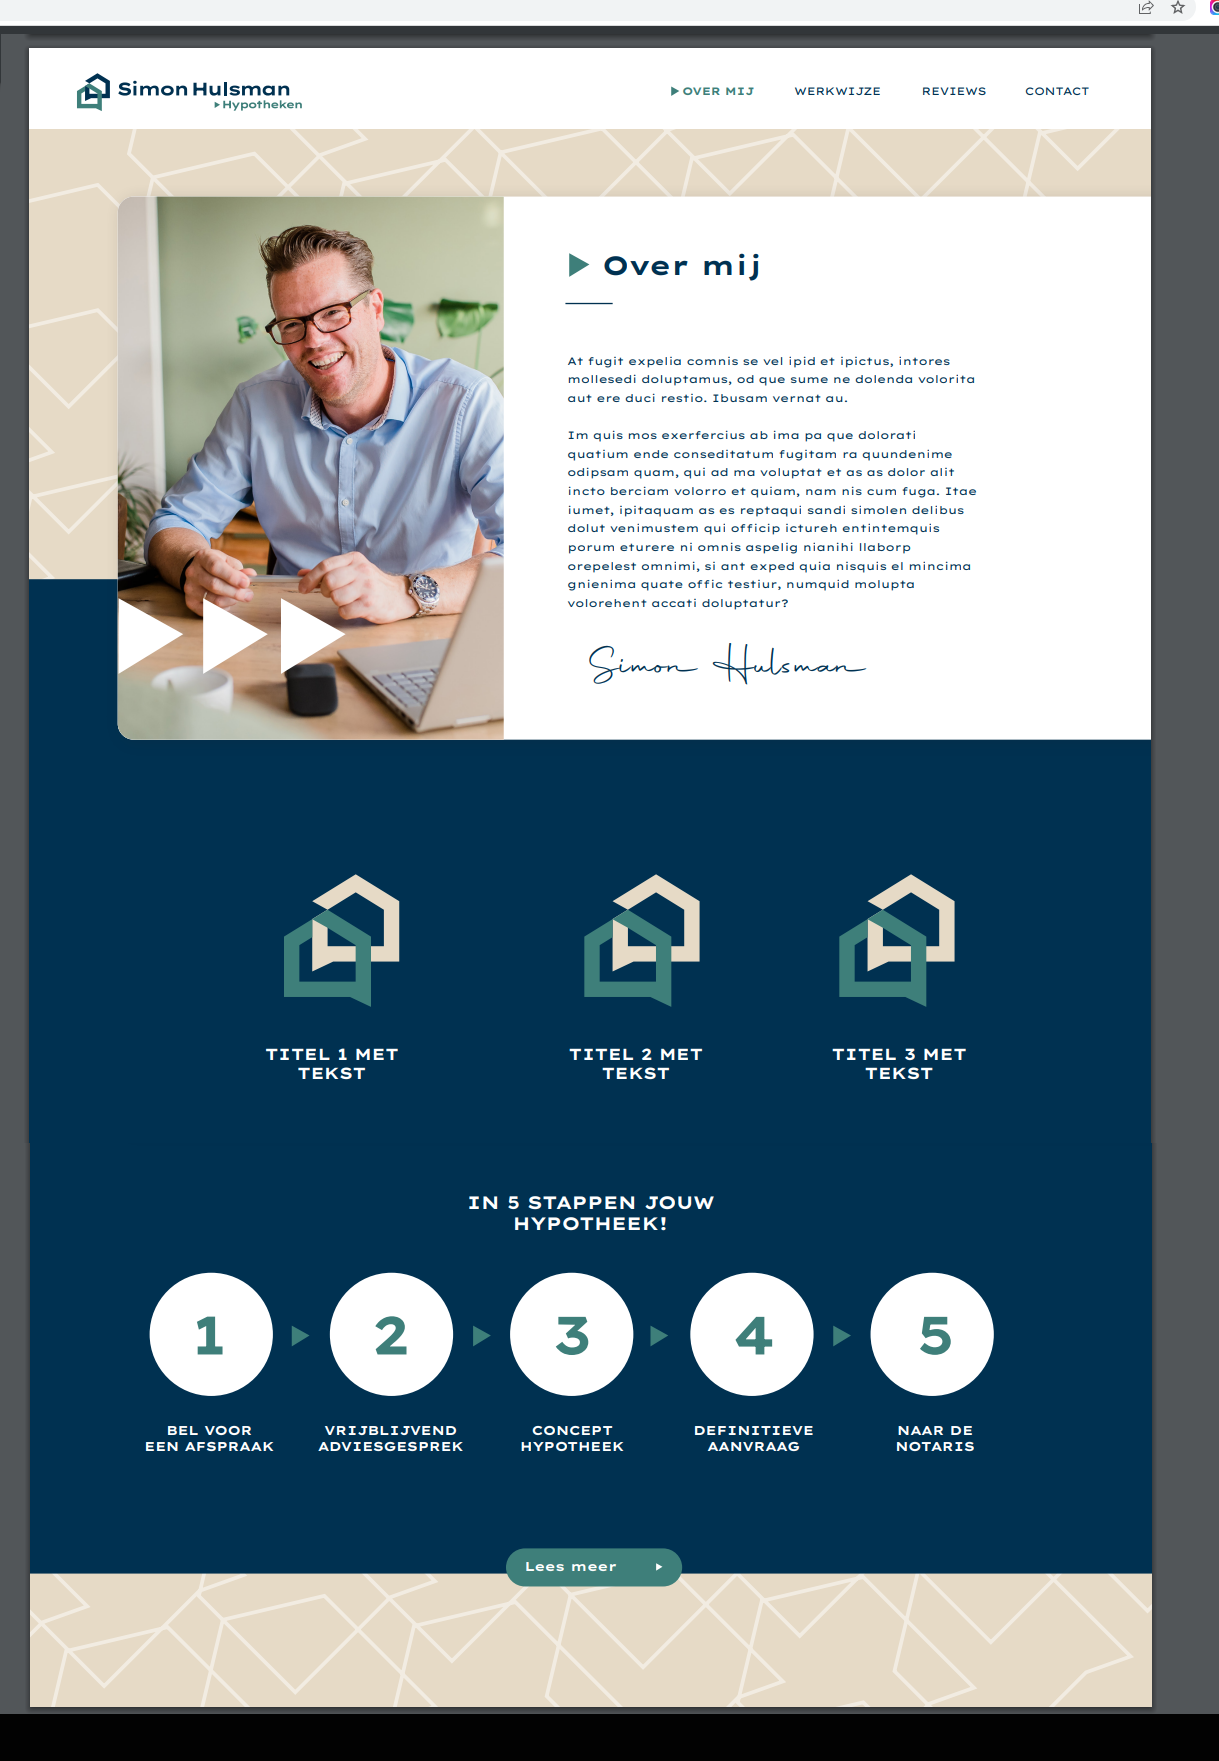 Simon Hulsman
Hypotheken
OVER MIJ
WERKWIJZE
REVIEWS
CONTACT
Over mij
At fugit expelia comnis se vel ipid et ipictus, intores
mollesedi doluptamus, od que sume ne dolenda volorita
aut ere duci restio. Ibusam vernat au.
Im quis mos exerfercius ab ima pa que dolorati
quatium ende conseditatum fugitam ra quundenime
odipsam quam, qui ad ma voluptat et as as dolor alit
incto berciam volorro et quiam, nam nis cum fuga. Itae
iumet, ipitaquam as es reptaqui sandi simolen delibus
dolut venimustem qui officip ictureh entintemquis
porum eturere ni omnis aspelig nianihi llaborp
orepelest omnimi, si ant exped quia nisquis el mincima
gnienima quate offic testiur, numquid molupta
volorehent accati doluptatur?
Simon Hulsman
TITEL 1 MET
TEKST
TITEL 2 MET
TEKST
TITEL 3 MET
TEKST
IN 5 STAPPEN JOUW
HYPOTHEEK!
1
2
3
4
5
BEL VOOR
EEN AFSPRAAK
VRIJBLIJVEND
ADVIESGESPREK
CONCEPT
HYPOTHEEK
DEFINITIEVE
AANVRAAG
NAAR DE
NOTARIS
Lees meer